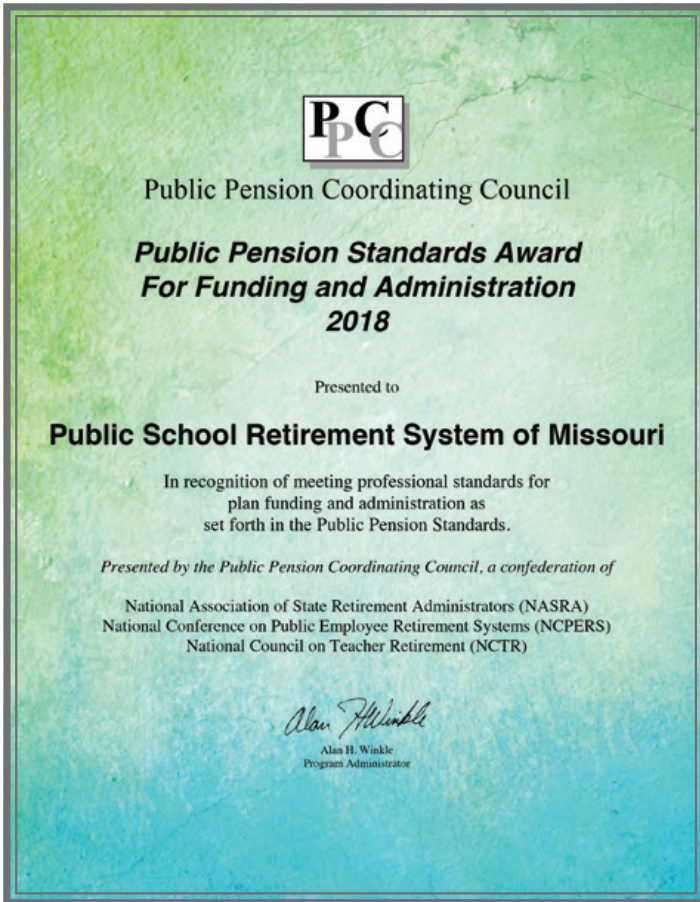 PPCC
Public Pension Coordinating Council
Public Pension Standards Award
For Funding and Administration
2018
Presented to
Public School Retirement System of Missouri
In recognition of meeting professional standards for
plan funding and administration as
set forth in the Public Pension Standards.
Presented by the Public Pension Coordinating Council, a confederation of
National Association of State Retirement Administrators (NASRA)
National Conference on Public Employee Retirement Systems (NCPERS)
National Council on Teacher Retirement (NCTR)
Alan H Winkle
Alan H. Winkle
Program Administrator